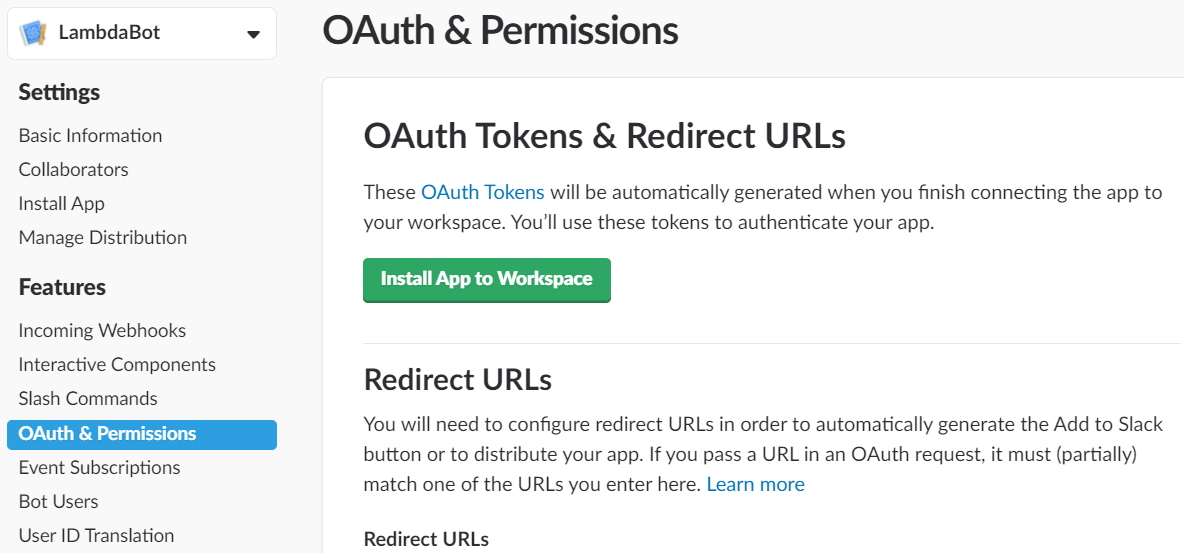 LambdaBot
Settings
Basic Information
Collaborators
Install App
Manage Distribution
Features
Incoming Webhooks
Interactive Components
Slash Commands
OAuth & Permissions
Event Subscriptions
Bot Users
User ID Translation
OAuth & Permissions
OAuth Tokens & Redirect URLs
These OAuth Tokens will be automatically generated when you finish connecting the app to
your workspace. You’ll use these tokens to authenticate your app.
Install App to Workspace
Redirect URLs
You will need to configure redirect URLs in order to automatically generate the Add to Slack
button or to distribute your app. If you pass a URL in an OAuth request, it must (partially)
match one of the URLs you enter here. Learn more
Redirect URLs